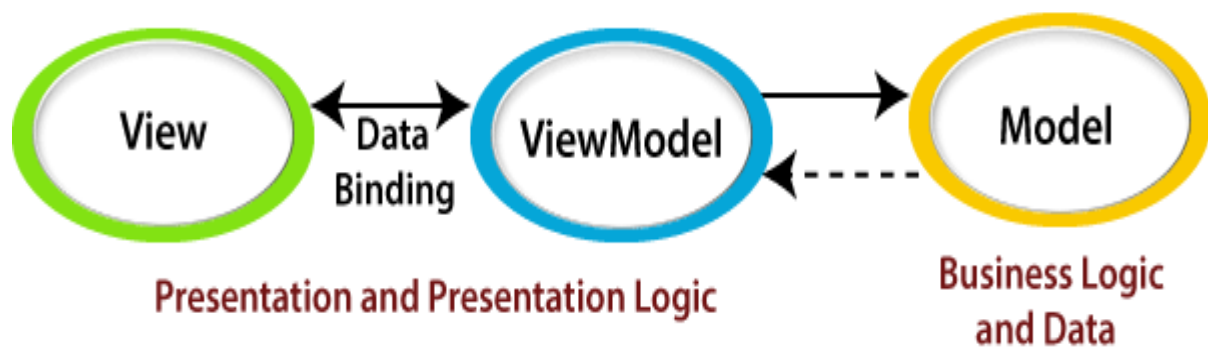 View
Data
Binding
ViewModel
Model
Presentation and Presentation Logic
Business Logic
and Data